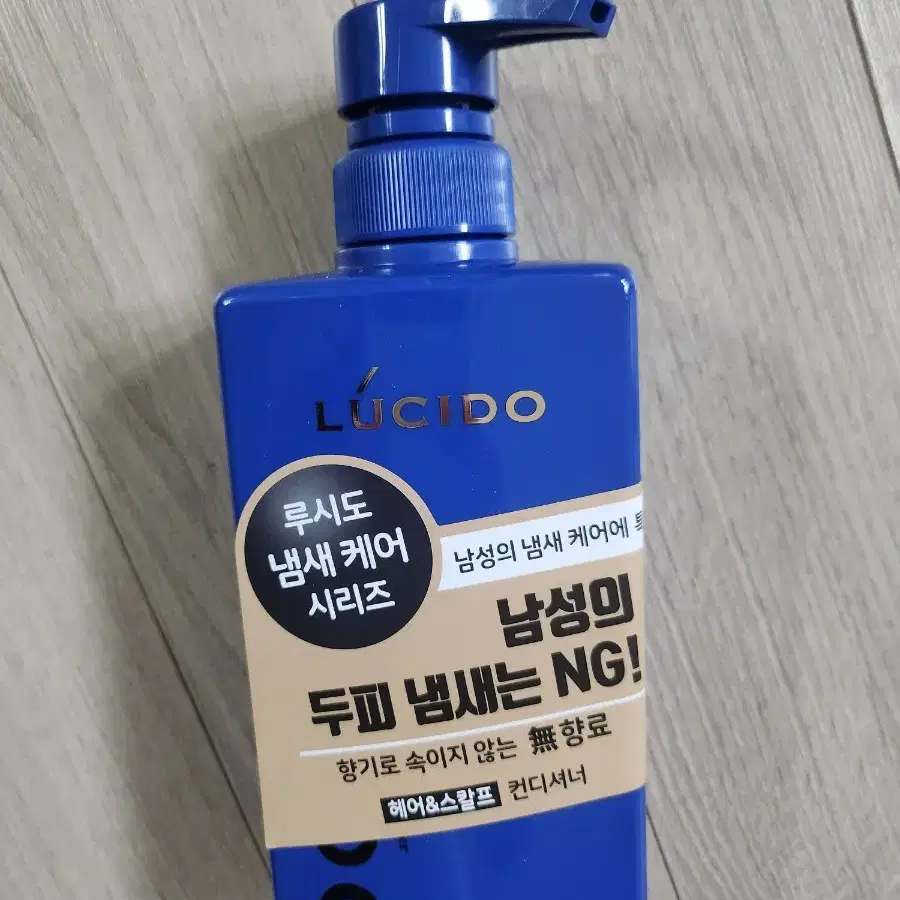 LÚCIDO
루시도
냄새 케어
시리즈
남성의 냄새 케어에
남성의
두피 냄새는 NG!
향기로 속이지 않는 無향료
헤어&스칼프 컨디셔너